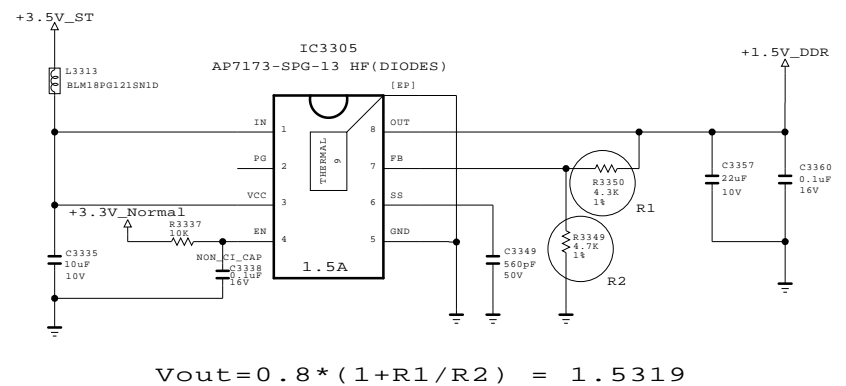 +3.5V_ST
IC3305
AP7173-SPG-13 HF(DIODES)
+1.5V_DDR
L3313
BLM18PG121SN1D
[EP]
IN
1
8
OUT
THERMAL
9
PG
2
7
FB
C3357
22uF
10V
C3360
0.1uF
16V
R3350
4.3K
1%
R1
VCC
3
6
SS
+3.3V_Normal
R3337
10K
EN
4
5
GND
R3349
4.7K
1%
R2
C3335
10uF
10V
NON_CI_CAP
C3338
0.1uF
16V
1.5A
C3349
560pF
50V
Vout=0.8*(1+R1/R2) = 1.5319